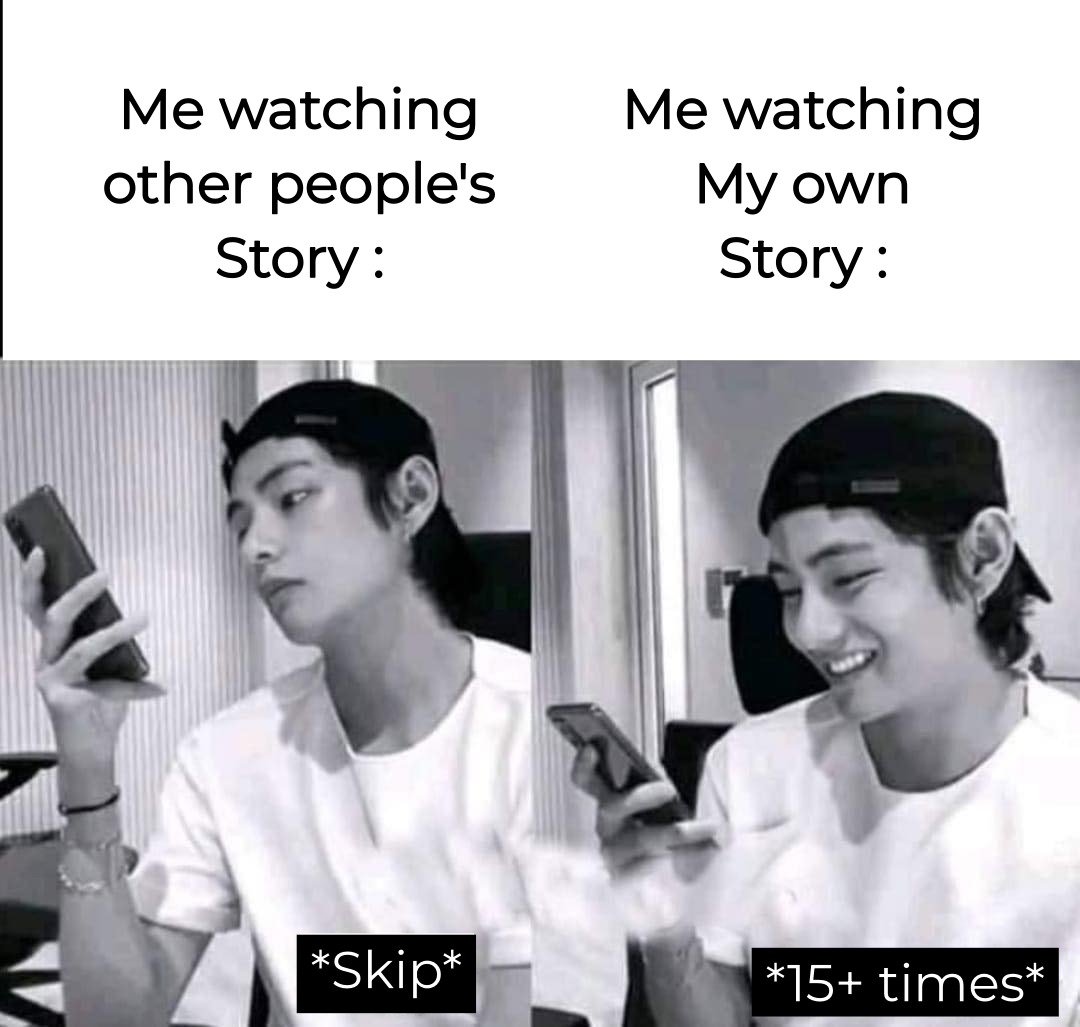 Me watching
other people's
Story :
Me watching
My own
Story :
*Skip*
*15+ times*